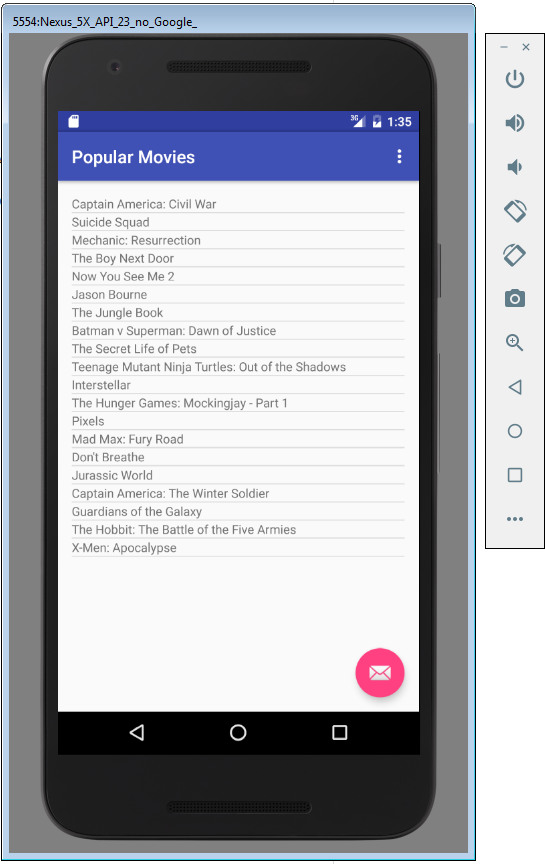 5554:Nexus_5X_API_23_no_Google_
3G 1:35
Popular Movies
Captain America: Civil War
Suicide Squad
Mechanic: Resurrection
The Boy Next Door
Now You See Me 2
Jason Bourne
The Jungle Book
Batman v Superman: Dawn of Justice
The Secret Life of Pets
Teenage Mutant Ninja Turtles: Out of the Shadows
Interstellar
The Hunger Games: Mockingjay - Part 1
Pixels
Mad Max: Fury Road
Don't Breathe
Jurassic World
Captain America: The Winter Soldier
Guardians of the Galaxy
The Hobbit: The Battle of the Five Armies
X-Men: Apocalypse